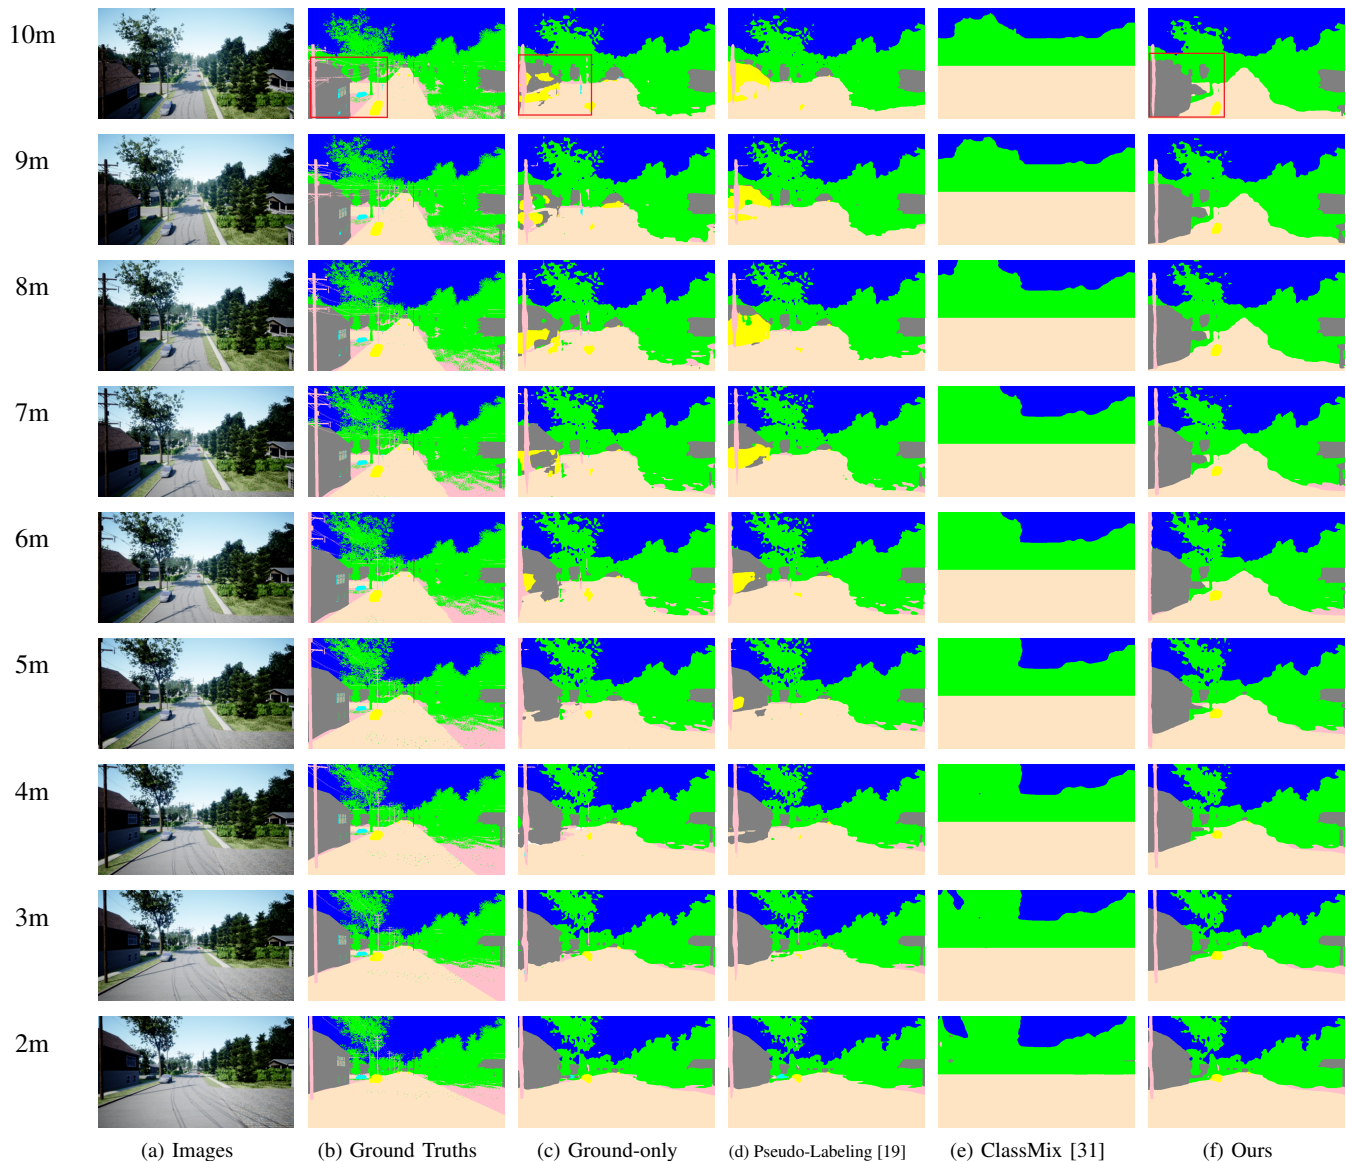 10m
9m
8m
7m
6m
5m
4m
3m
2m
(a) Images
(b) Ground Truths
(c) Ground-only
(d) Pseudo-Labeling [19]
(e) ClassMix [31]
(f) Ours